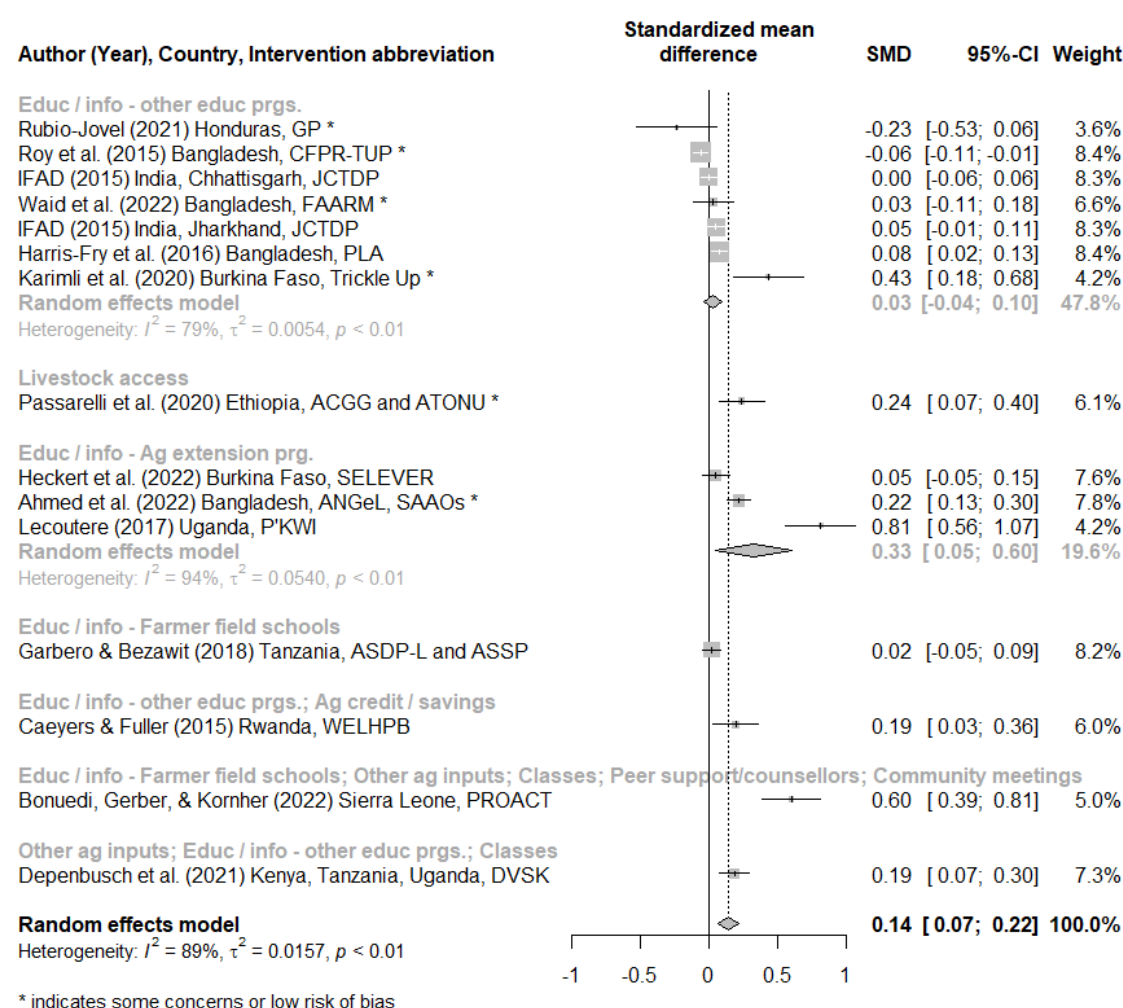 Standardized mean
Author (Year), Country, Intervention abbreviation difference SMD 95%-CI Weight
Educ / info - other educ prgs.
Rubio-Jovel (2021) Honduras, GP * -0.23 [-0.53; 0.06] 3.6%
Roy et al. (2015) Bangladesh, CFPR-TUP * -0.06 [-0.11; -0.01] 8.4%
IFAD (2015) India, Chhattisgarh, JCTDP 0.00 [-0.06; 0.06] 8.3%
Waid et al. (2022) Bangladesh, FAARM * 0.03 [-0.11; 0.18] 6.6%
IFAD (2015) India, Jharkhand, JCTDP 0.05 [-0.01; 0.11] 8.3%
Harris-Fry et al. (2016) Bangladesh, PLA 0.08 [ 0.02; 0.13] 8.4%
Karimli et al. (2020) Burkina Faso, Trickle Up * 0.43 [ 0.18; 0.68] 4.2%
Random effects model 0.03 [-0.04; 0.10] 47.8%
Heterogeneity: I² = 79%, τ² = 0.0054, p < 0.01
Livestock access
Passarelli et al. (2020) Ethiopia, ACGG and ATONU * 0.24 [ 0.07; 0.40] 6.1%
Educ / info - Ag extension prg.
Heckert et al. (2022) Burkina Faso, SELEVER 0.05 [-0.05; 0.15] 7.6%
Ahmed et al. (2022) Bangladesh, ANGeL, SAAOs * 0.22 [ 0.13; 0.30] 7.8%
Lecoutere (2017) Uganda, P'KWI 0.81 [ 0.56; 1.07] 4.2%
Random effects model 0.33 [ 0.05; 0.60] 19.6%
Heterogeneity: I² = 94%, τ² = 0.0540, p < 0.01
Educ / info - Farmer field schools
Garbero & Bezawit (2018) Tanzania, ASDP-L and ASSP 0.02 [-0.05; 0.09] 8.2%
Educ / info - other educ prgs.; Ag credit / savings
Caeyers & Fuller (2015) Rwanda, WELHPB 0.19 [ 0.03; 0.36] 6.0%
Educ / info - Farmer field schools; Other ag inputs; Classes; Peer support/counsellors; Community meetings
Bonuedi, Gerber, & Kornher (2022) Sierra Leone, PROACT 0.60 [ 0.39; 0.81] 5.0%
Other ag inputs; Educ / info - other educ prgs.; Classes
Depenbusch et al. (2021) Kenya, Tanzania, Uganda, DVSK 0.19 [ 0.07; 0.30] 7.3%
Random effects model 0.14 [ 0.07; 0.22] 100.0%
Heterogeneity: I² = 89%, τ² = 0.0157, p < 0.01
-1 -0.5 0 0.5 1
* indicates some concerns or low risk of bias